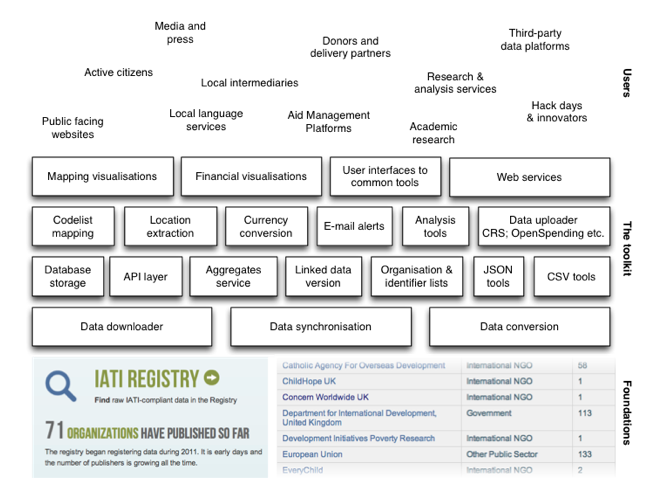 Media and
press
Donors and
delivery partners
Third-party
data platforms
Active citizens
Local intermediaries
Research &
analysis services
Users
Public facing
websites
Local language
services
Aid Management
Platforms
Academic
research
Hack days
& innovators
Mapping visualisations
Financial visualisations
User interfaces to
common tools
Web services
Codelist
mapping
Location
extraction
Currency
conversion
E-mail alerts
Analysis
tools
Data uploader
CRS; OpenSpending etc.
The toolkit
Database
storage
API layer
Aggregates
service
Linked data
version
Organisation &
identifier lists
JSON
tools
CSV tools
Data downloader
Data synchronisation
Data conversion
IATI REGISTRY
Find raw IATI-compliant data in the Registry
71 ORGANIZATIONS HAVE PUBLISHED SO FAR
The registry began registering data during 2011. It is early days and
the number of publishers is growing all the time.
Catholic Agency For Overseas Development International NGO 56
ChildHope UK International NGO 1
Concern Worldwide UK International NGO 1
Department for International Development, Government 113
United Kingdom
Development Initiatives Poverty Research International NGO 1
European Union Other Public Sector 133
EveryChild International NGO 2
Foundations